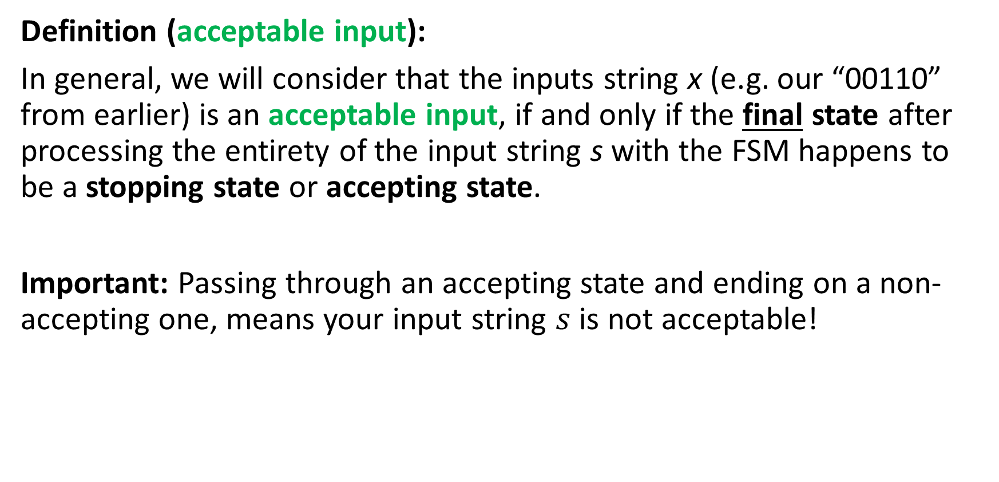 Definition (acceptable input):
In general, we will consider that the inputs string x (e.g. our “00110”
from earlier) is an acceptable input, if and only if the final state after
processing the entirety of the input string s with the FSM happens to
be a stopping state or accepting state.
Important: Passing through an accepting state and ending on a non-
accepting one, means your input string s is not acceptable!